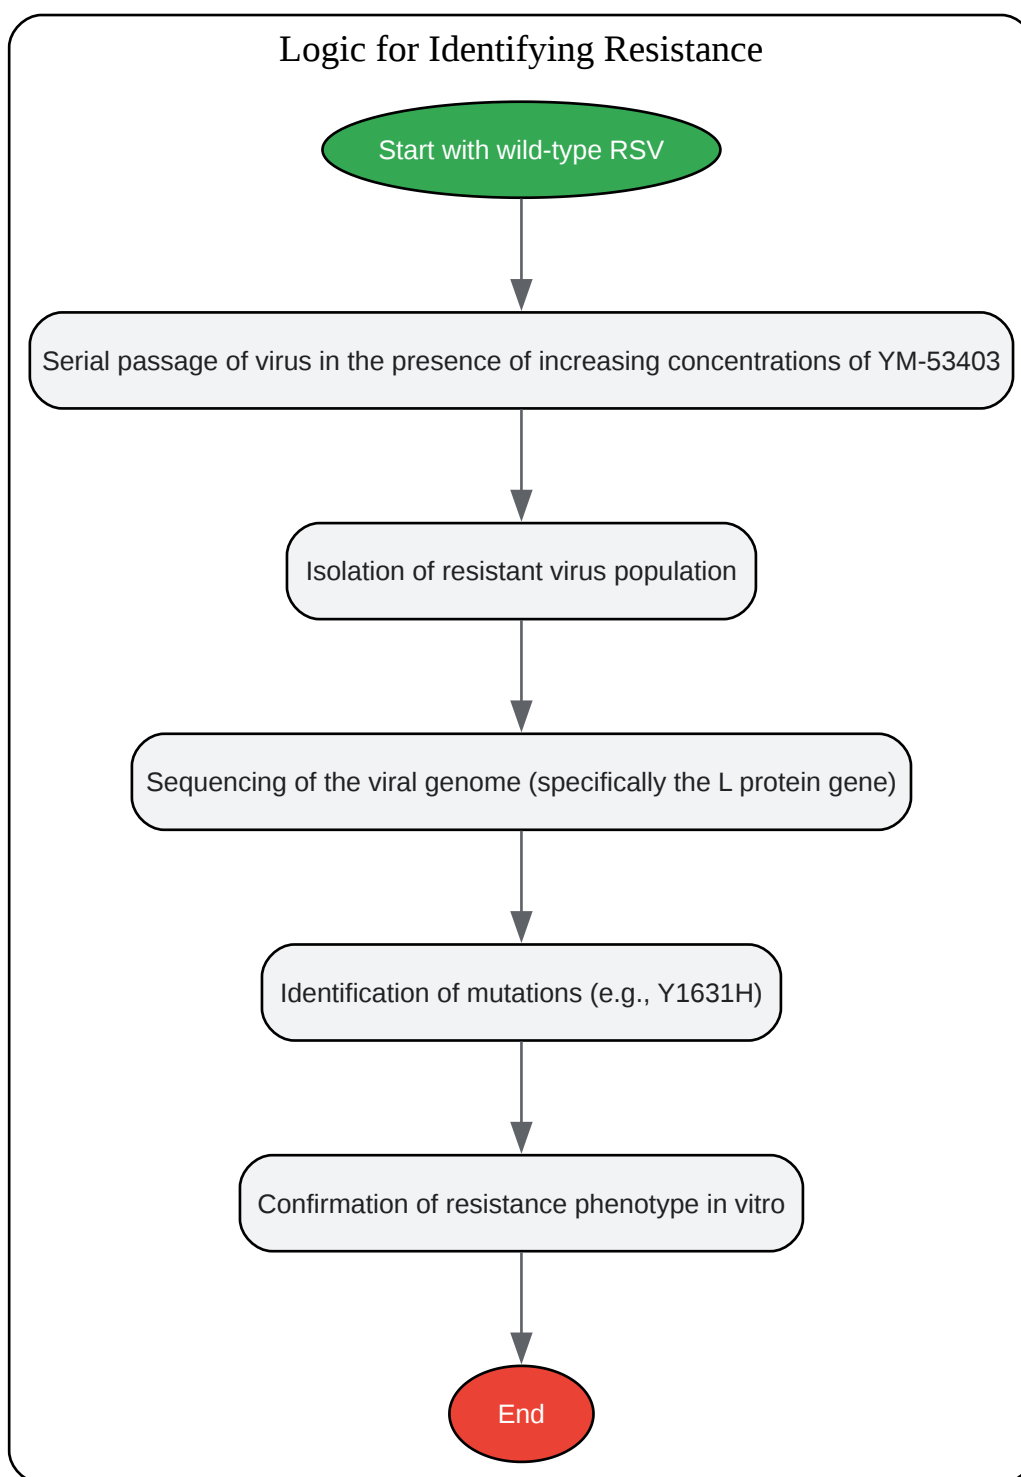 Logic for Identifying Resistance
Start with wild-type RSV
Serial passage of virus in the presence of increasing concentrations of YM-53403
Isolation of resistant virus population
Sequencing of the viral genome (specifically the L protein gene)
Identification of mutations (e.g., Y1631H)
Confirmation of resistance phenotype in vitro
End